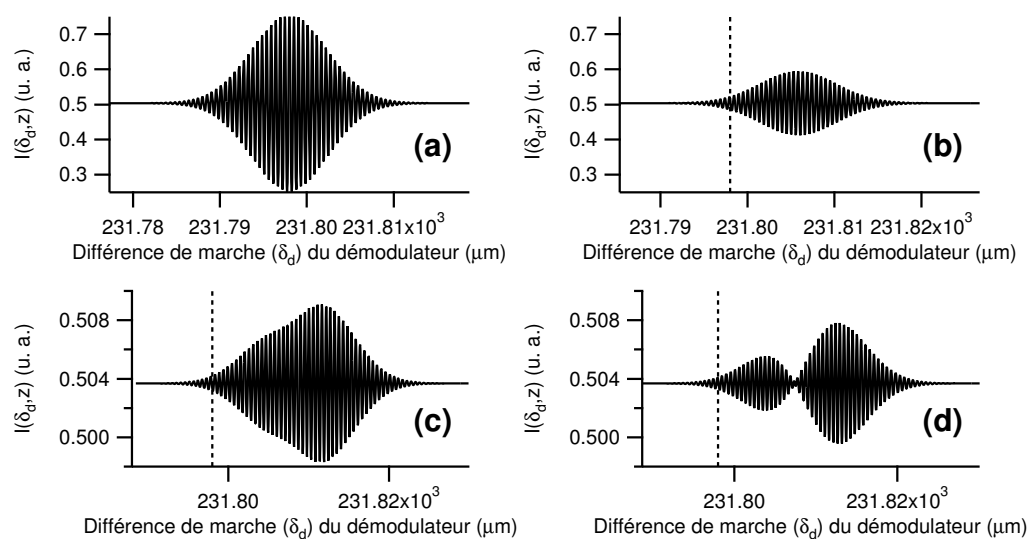 I(δd,z) (u. a.)
0.7
0.6
0.5
0.4
0.3
(a)
231.78 231.79 231.80 231.81x10³
Différence de marche (δd) du démodulateur (μm)
I(δd,z) (u. a.)
0.7
0.6
0.5
0.4
0.3
(b)
231.79 231.80 231.81 231.82x10³
Différence de marche (δd) du démodulateur (μm)
I(δd,z) (u. a.)
0.508
0.504
0.500
(c)
231.80 231.82x10³
Différence de marche (δd) du démodulateur (μm)
I(δd,z) (u. a.)
0.508
0.504
0.500
(d)
231.80 231.82x10³
Différence de marche (δd) du démodulateur (μm)